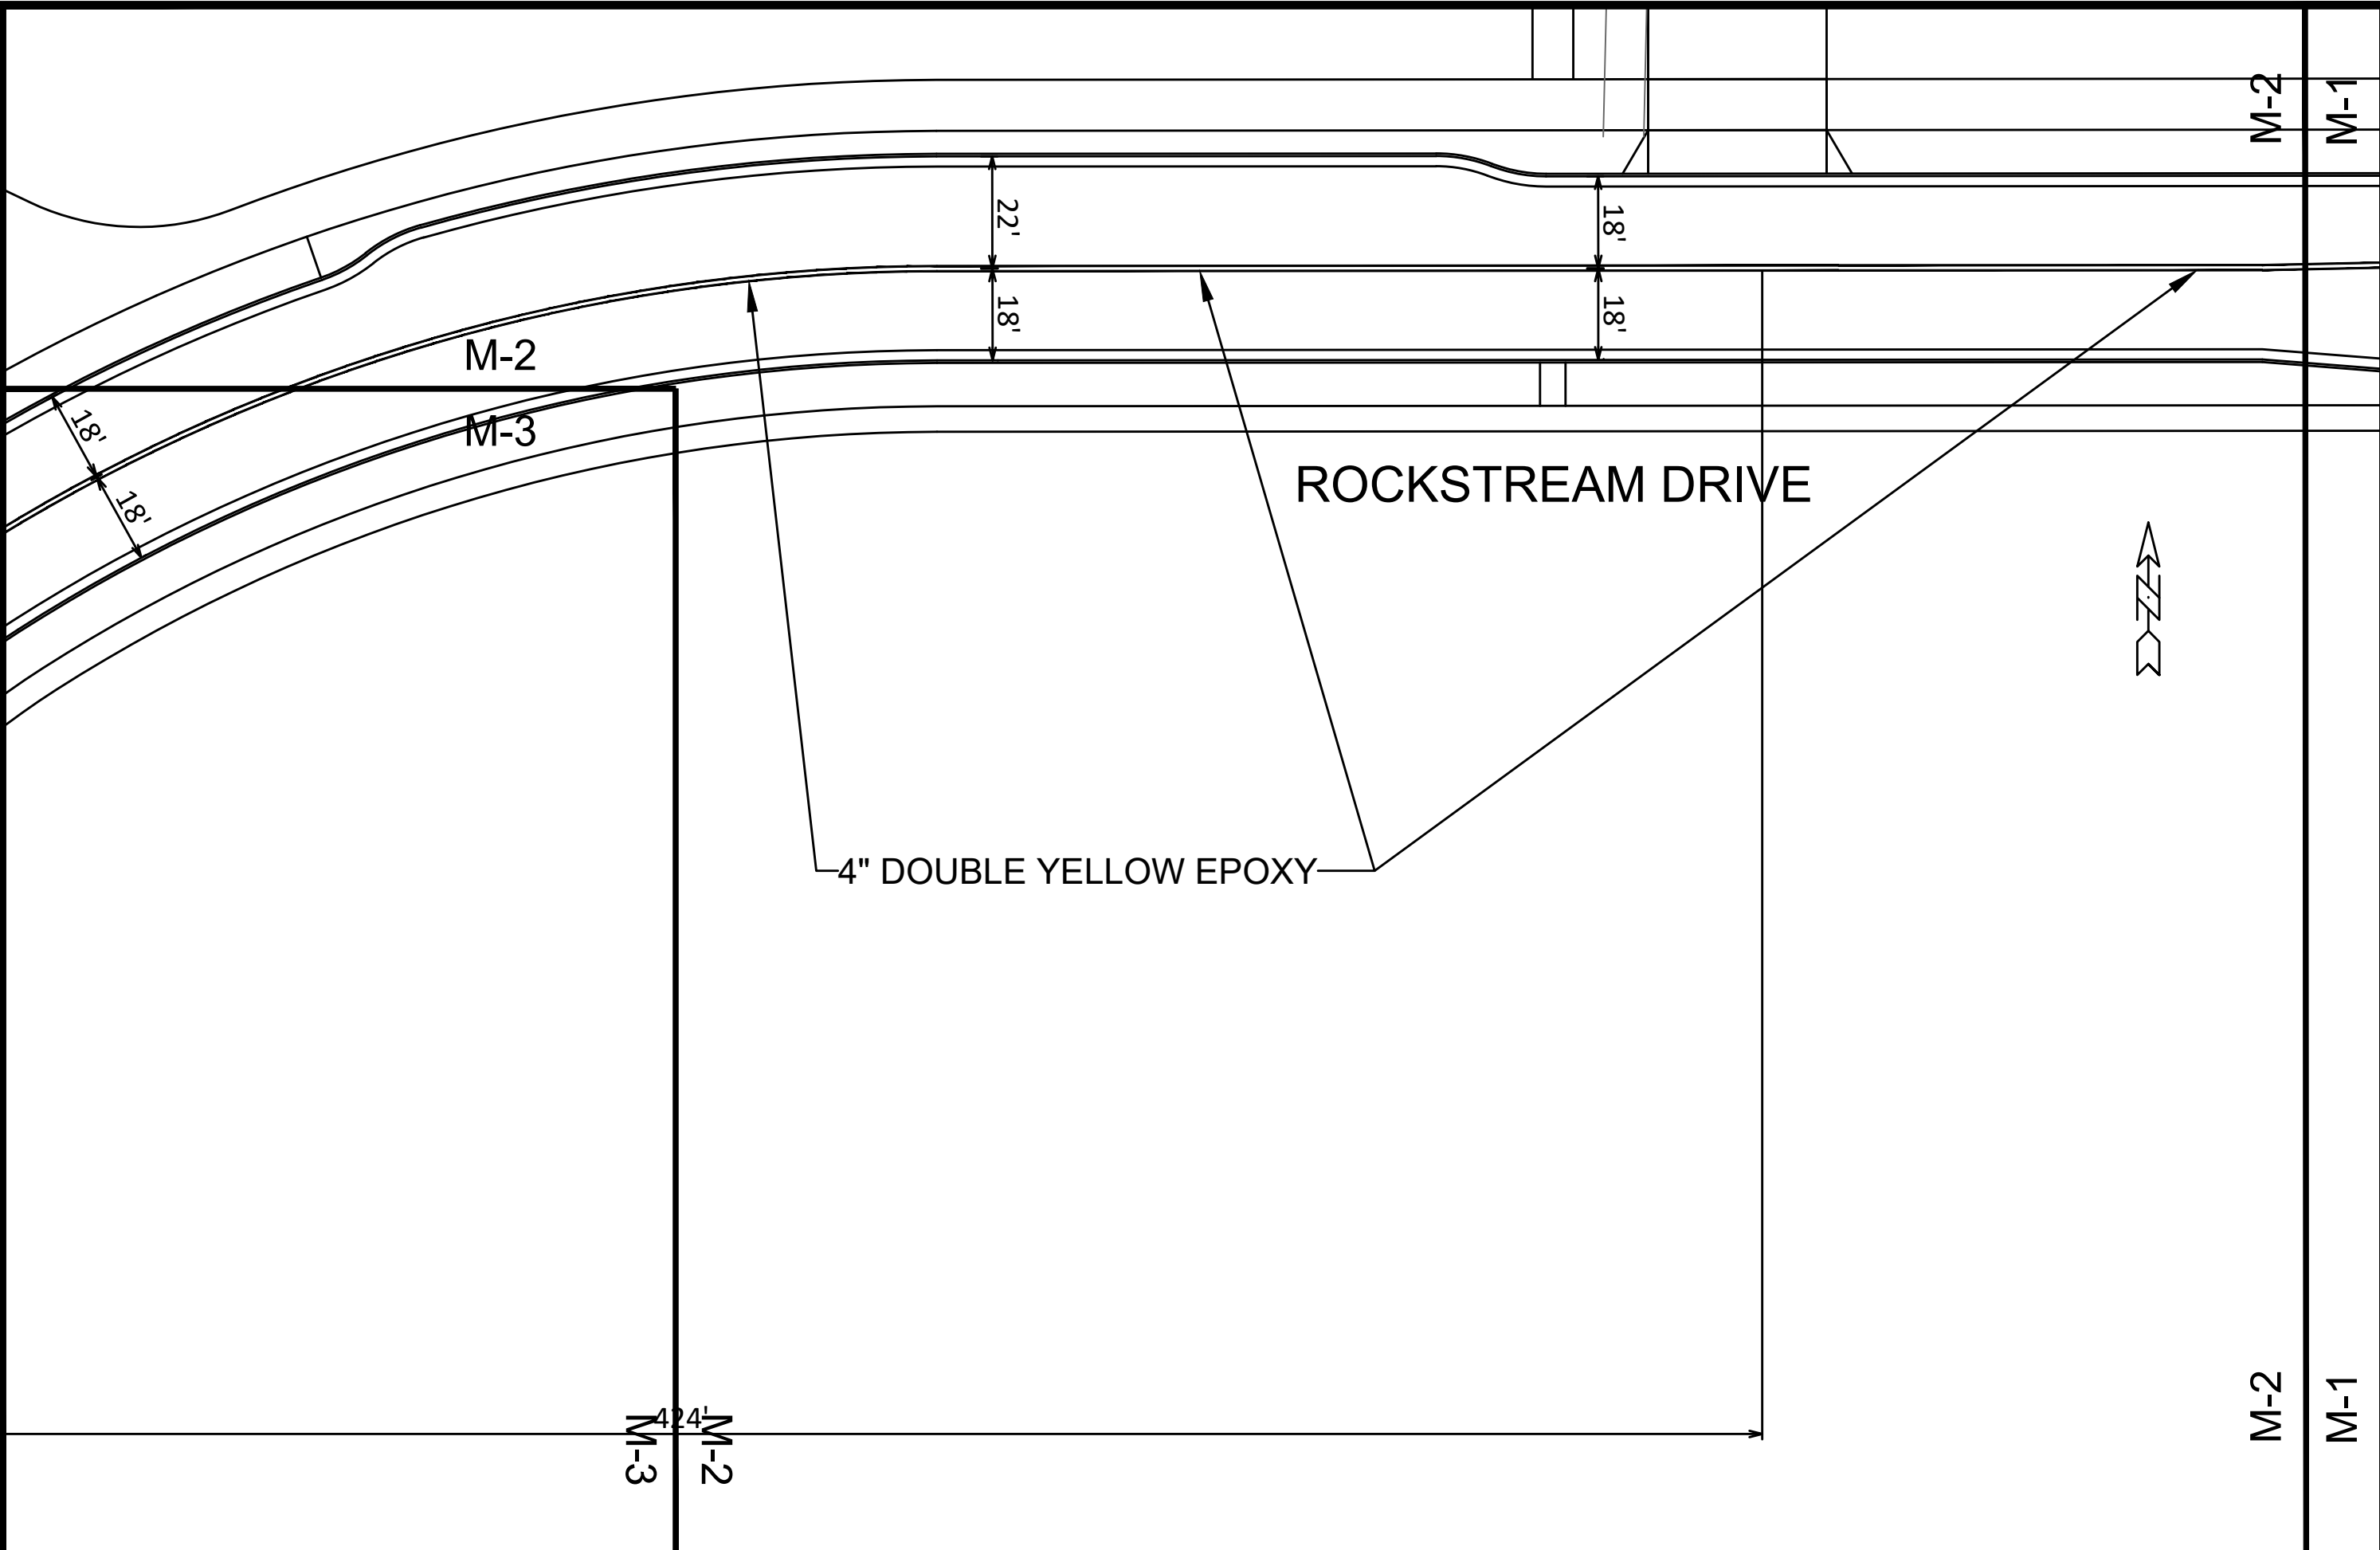 M-2
M-1
22'
18'
18'
18'
M-2
M-3
18'
18'
ROCKSTREAM DRIVE
N
4" DOUBLE YELLOW EPOXY
424'
M-3
M-2
M-2
M-1